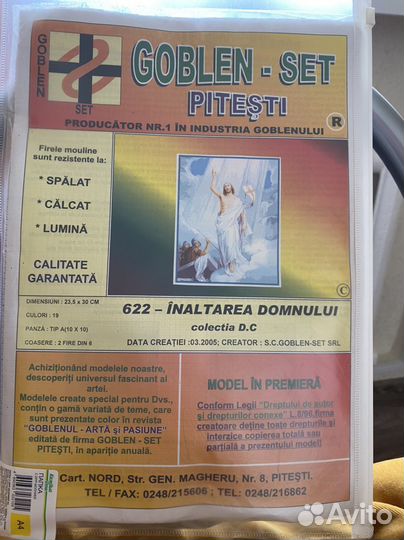 GOBLEN
SET
GOBLEN - SET
PITEŞTI
PRODUCĂTOR NR.1 ÎN INDUSTRIA GOBLENULUI
R
Firele mouline
sunt rezistente la:
* SPĂLAT
* CĂLCAT
* LUMINĂ
CALITATE
GARANTATĂ
©
DIMENSIUNI : 23,5 x 30 CM
CULORI : 19
PANZĂ : TIP A(10 X 10)
COASERE : 2 FIRE DIN 6
622 – ÎNALTAREA DOMNULUI
colectia D.C
DATA CREAŢIEI :03.2005; CREATOR : S.C.GOBLEN-SET SRL
Achiziţionând modelele noastre,
descoperiţi universul fascinant al
artei.
Modelele create special pentru Dvs.,
conţin o gamă variată de teme, care
sunt prezentate color în revista
"GOBLENUL - ARTĂ şi PASIUNE"
editată de firma GOBLEN - SET
PITEŞTI, în apariţie anuală.
MODEL ÎN PREMIERĂ
Conform Legii "Dreptului de autor
şi drepturilor conexe" L.8/96,firma
creatoare deţine toate drepturile şi
interzice copierea totală sau
parţială a prezentului model!
Cart. NORD, Str. GEN. MAGHERU, Nr. 8, PITEŞTI.
TEL / FAX: 0248/215606 ; TEL: 0248/216862
A4
ПАПКА
Avito